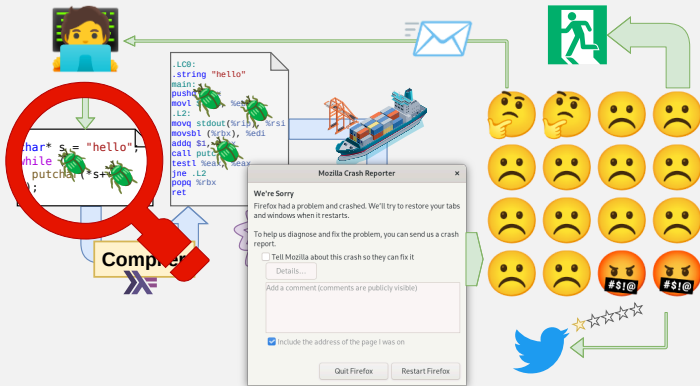 .LC0:
.string "hello"
main:
pushq
movl %e
.L2:
movq stdout(%rip), %rsi
movsbl (%rbx), %edi
addq $1,
call putc
testl %eax, %eax
jne .L2
popq %rbx
ret
char* s = "hello";
while
putchar(*s+
);
Compiler
Mozilla Crash Reporter
We're Sorry
Firefox had a problem and crashed. We'll try to restore your tabs
and windows when it restarts.
To help us diagnose and fix the problem, you can send us a crash
report.
Tell Mozilla about this crash so they can fix it
Details...
Add a comment (comments are publicly visible)
Include the address of the page I was on
Quit Firefox Restart Firefox
#$!@ #$!@